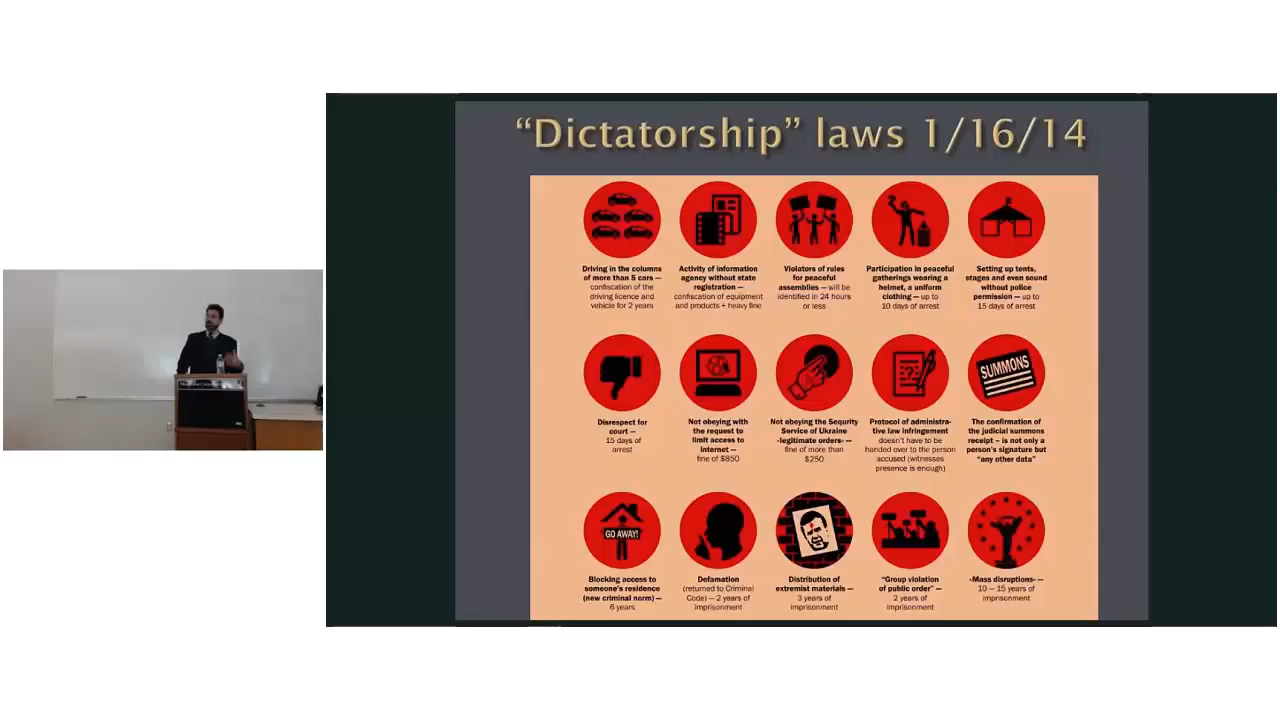 “Dictatorship” laws 1/16/14
Driving in the columns
of more than 5 cars —
confiscation of the
driving licence and
vehicle for 2 years
Activity of information
agency without state
registration —
confiscation of equipment
and products + heavy fine
Violators of rules
for peaceful
assemblies — will be
identified in 24 hours
or less
Participation in peaceful
gatherings wearing a
helmet, a uniform
clothing — up to
10 days of arrest
Setting up tents,
stages and even sound
without police
permission — up to
15 days of arrest
SUMMONS
Disrespect for
court —
15 days of
arrest
Not obeying with
the request to
limit access to
internet —
fine of $850
Not obeying the Sequrity
Service of Ukraine
«legitimate orders» —
fine of more than
$250
Protocol of administra-
tive law infringement
doesn't have to be
handed over to the person
accused (witnesses
presence is enough)
The confirmation of
the judicial summons
receipt – is not only a
person's signature but
“any other data”
GO AWAY!
Blocking access to
someone's residence
(new criminal norm) —
6 years
Defamation
(returned to Criminal
Code) — 2 years of
imprisonment
Distribution of
extremist materials —
3 years of
imprisonment
“Group violation
of public order” —
2 years of
imprisonment
«Mass disruptions» —
10 — 15 years of
imprisonment